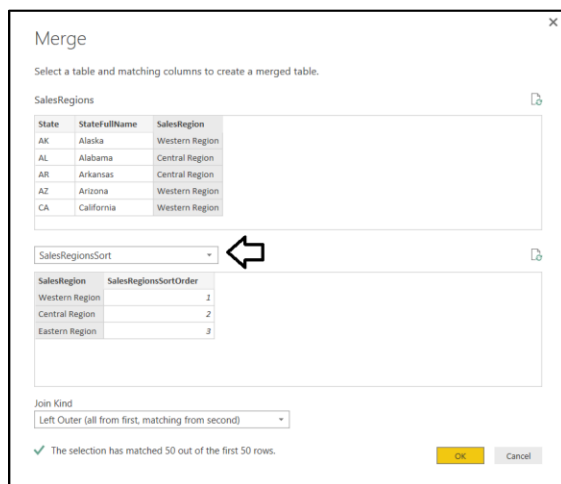 Merge
Select a table and matching columns to create a merged table.
SalesRegions
State StateFullName SalesRegion
AK Alaska Western Region
AL Alabama Central Region
AR Arkansas Central Region
AZ Arizona Western Region
CA California Western Region
SalesRegionsSort
SalesRegion SalesRegionsSortOrder
Western Region 1
Central Region 2
Eastern Region 3
Join Kind
Left Outer (all from first, matching from second)
The selection has matched 50 out of the first 50 rows.
OK Cancel